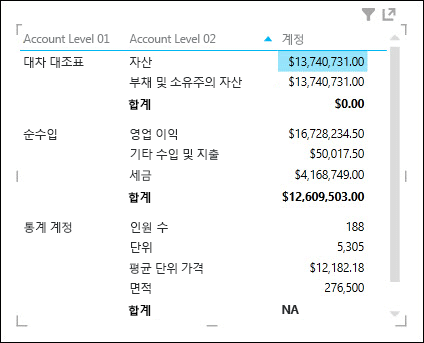 Account Level 01 Account Level 02 계정
대차 대조표 자산 $13,740,731.00
부채 및 소유주의 자산 $13,740,731.00
합계 $0.00
순수입 영업 이익 $16,728,234.50
기타 수입 및 지출 $50,017.50
세금 $4,168,749.00
합계 $12,609,503.00
통계 계정 인원 수 188
단위 5,305
평균 단위 가격 $12,182.18
면적 276,500
합계 NA